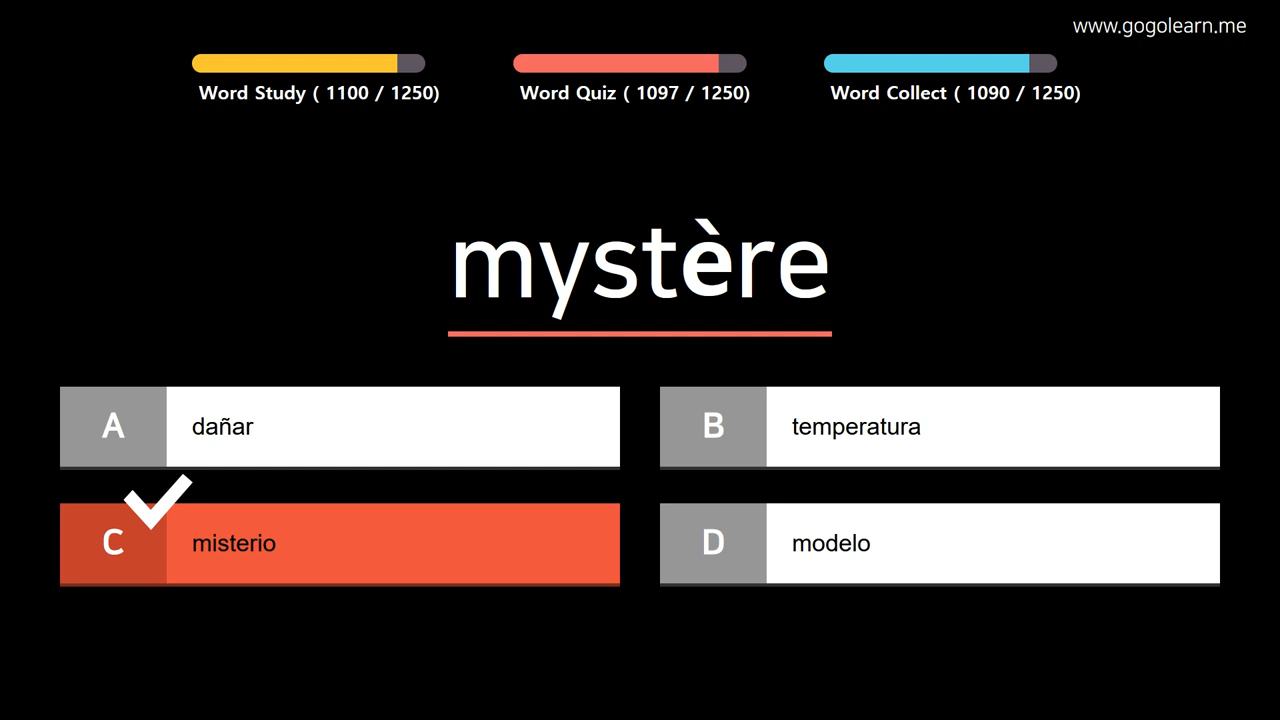 www.gogolearn.me
Word Study ( 1100 / 1250)
Word Quiz ( 1097 / 1250)
Word Collect ( 1090 / 1250)
mystère
A
dañar
B
temperatura
C
misterio
D
modelo